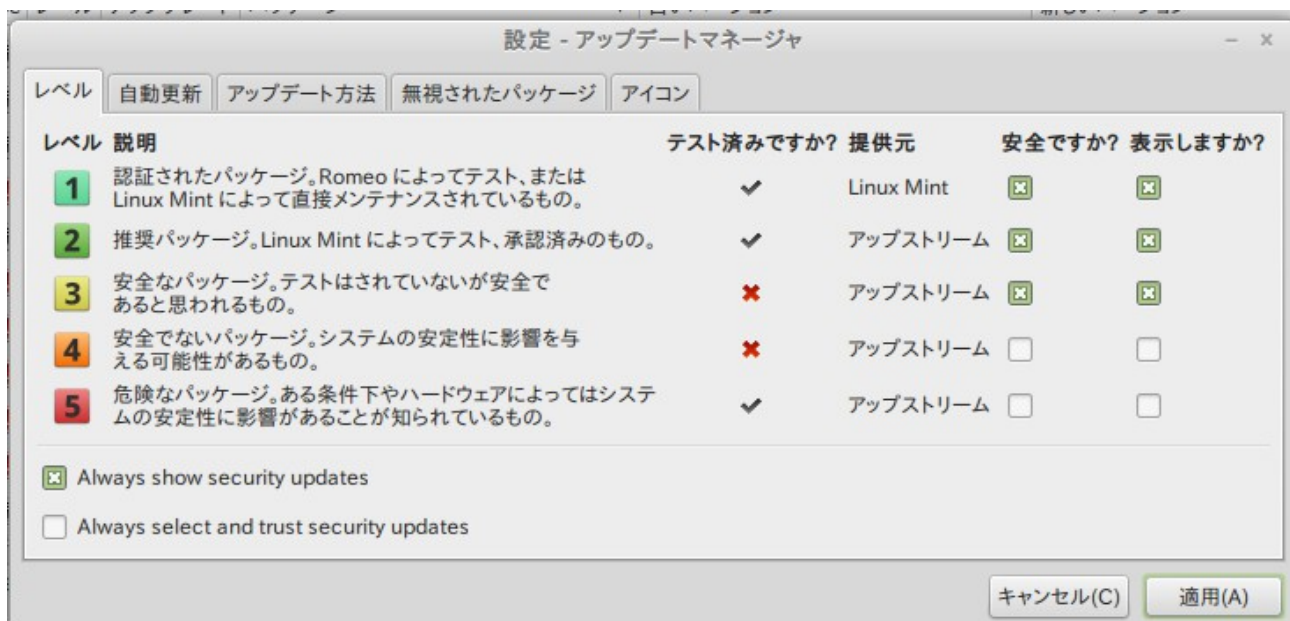 設定 - アップデートマネージャ
レベル 自動更新 アップデート方法 無視されたパッケージ アイコン
レベル 説明 テスト済みですか? 提供元 安全ですか? 表示しますか?
1 認証されたパッケージ。Romeo によってテスト、または
Linux Mint によって直接メンテナンスされているもの。 Linux Mint
2 推奨パッケージ。Linux Mint によってテスト、承認済みのもの。 アップストリーム
3 安全なパッケージ。テストはされていないが安全で
あると思われるもの。 アップストリーム
4 安全でないパッケージ。システムの安定性に影響を与
える可能性があるもの。 アップストリーム
5 危険なパッケージ。ある条件下やハードウェアによってはシステ
ムの安定性に影響があることが知られているもの。 アップストリーム
Always show security updates
Always select and trust security updates
キャンセル(C) 適用(A)